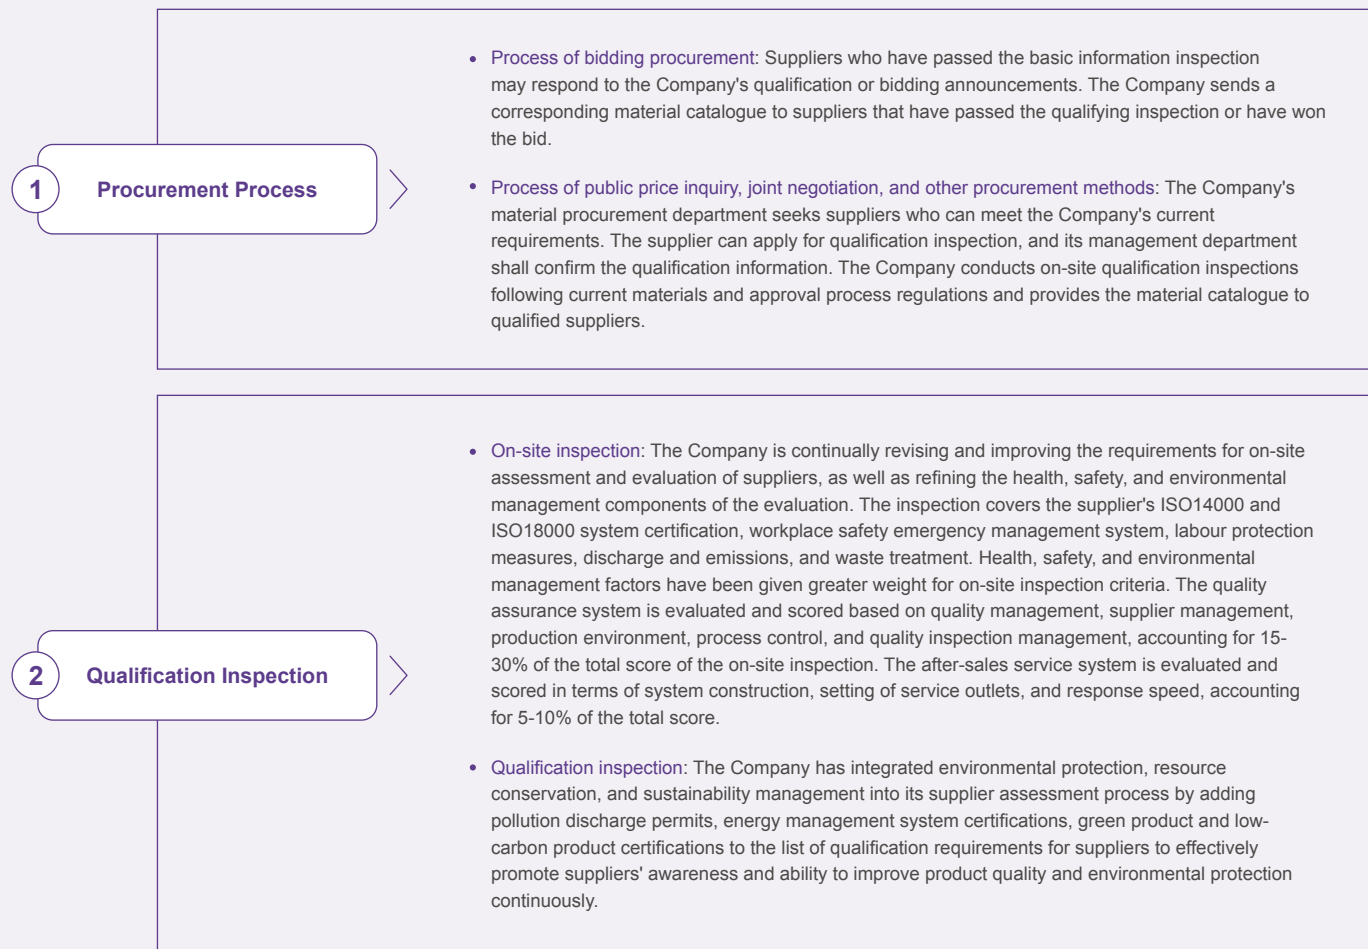 1
Procurement Process
• Process of bidding procurement: Suppliers who have passed the basic information inspection
may respond to the Company's qualification or bidding announcements. The Company sends a
corresponding material catalogue to suppliers that have passed the qualifying inspection or have won
the bid.
• Process of public price inquiry, joint negotiation, and other procurement methods: The Company's
material procurement department seeks suppliers who can meet the Company's current
requirements. The supplier can apply for qualification inspection, and its management department
shall confirm the qualification information. The Company conducts on-site qualification inspections
following current materials and approval process regulations and provides the material catalogue to
qualified suppliers.
2
Qualification Inspection
• On-site inspection: The Company is continually revising and improving the requirements for on-site
assessment and evaluation of suppliers, as well as refining the health, safety, and environmental
management components of the evaluation. The inspection covers the supplier's ISO14000 and
ISO18000 system certification, workplace safety emergency management system, labour protection
measures, discharge and emissions, and waste treatment. Health, safety, and environmental
management factors have been given greater weight for on-site inspection criteria. The quality
assurance system is evaluated and scored based on quality management, supplier management,
production environment, process control, and quality inspection management, accounting for 15-
30% of the total score of the on-site inspection. The after-sales service system is evaluated and
scored in terms of system construction, setting of service outlets, and response speed, accounting
for 5-10% of the total score.
• Qualification inspection: The Company has integrated environmental protection, resource
conservation, and sustainability management into its supplier assessment process by adding
pollution discharge permits, energy management system certifications, green product and low-
carbon product certifications to the list of qualification requirements for suppliers to effectively
promote suppliers' awareness and ability to improve product quality and environmental protection
continuously.